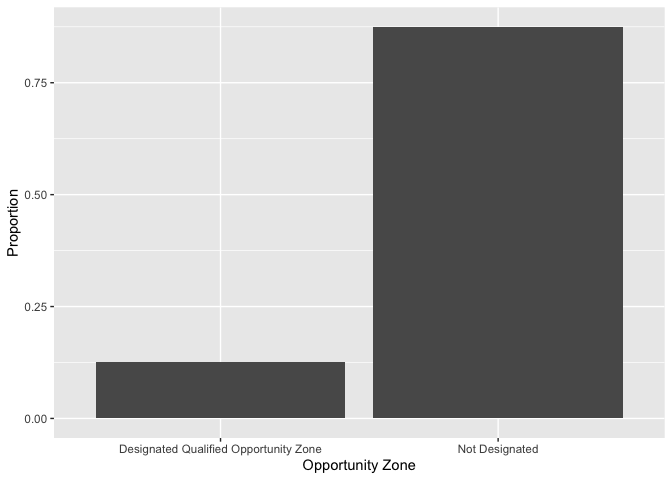 0.75
0.50
Proportion
0.25
0.00
Designated Qualified Opportunity Zone
Not Designated
Opportunity Zone